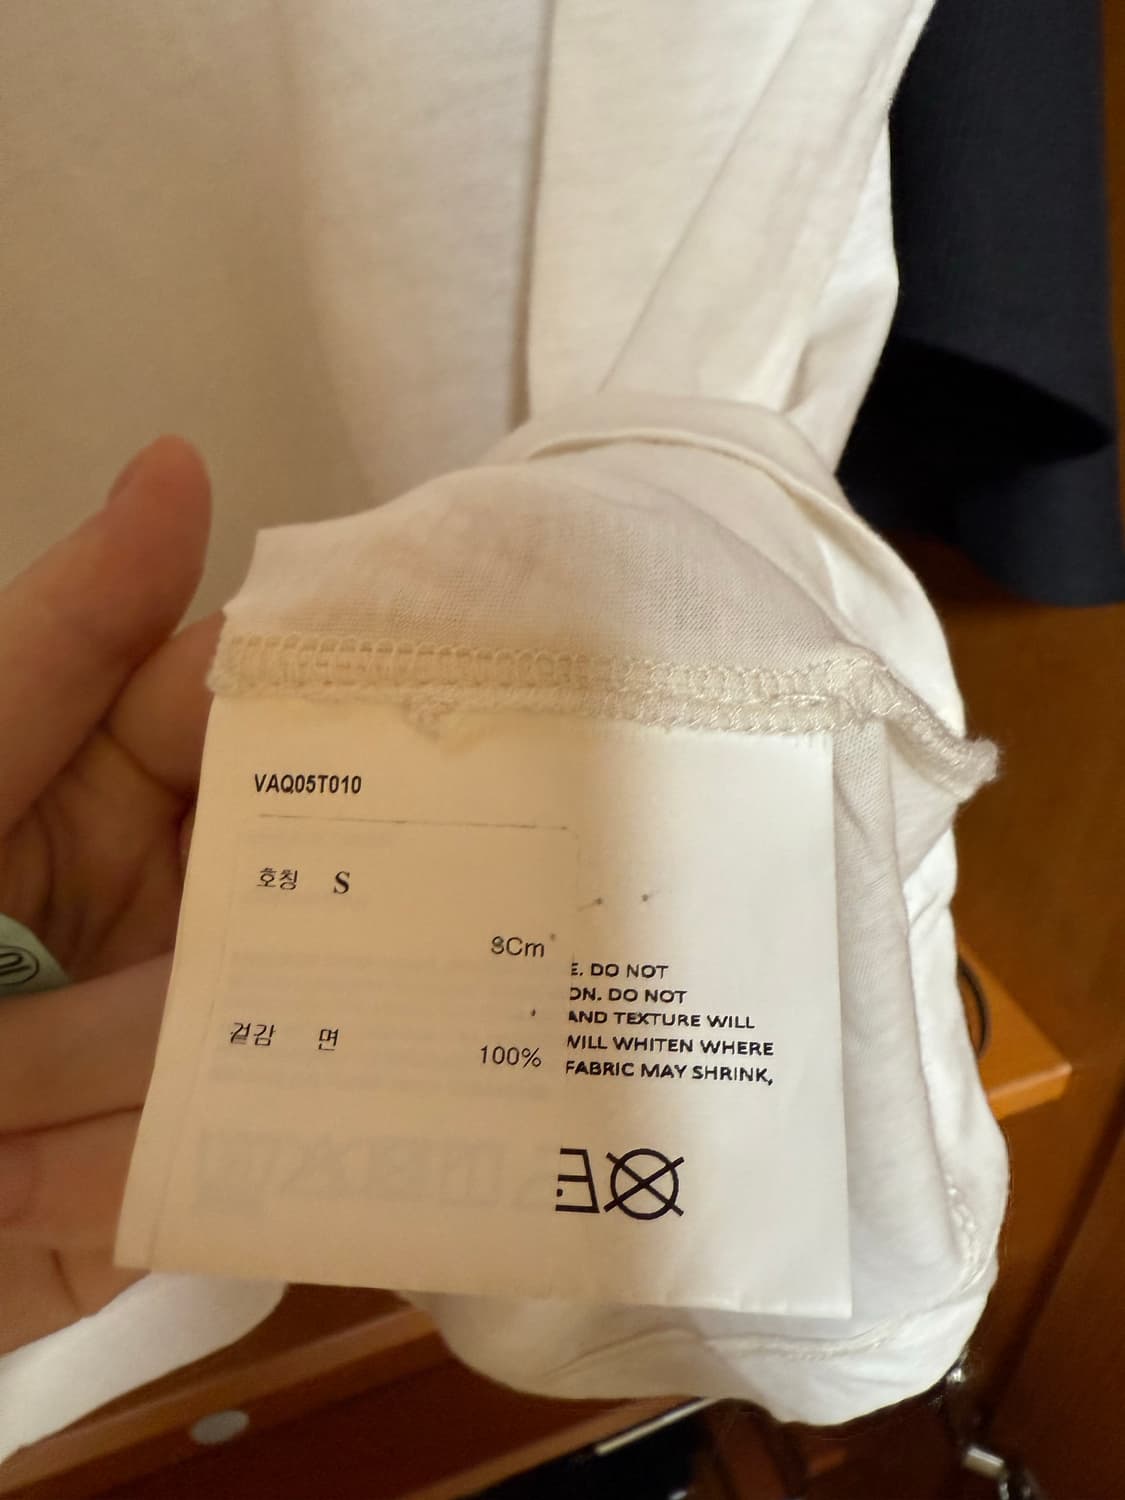 VAQ05T010
호칭 S
8Cm
E. DO NOT
ON. DO NOT
AND TEXTURE WILL
WILL WHITEN WHERE
겉감 면 100%
FABRIC MAY SHRINK,